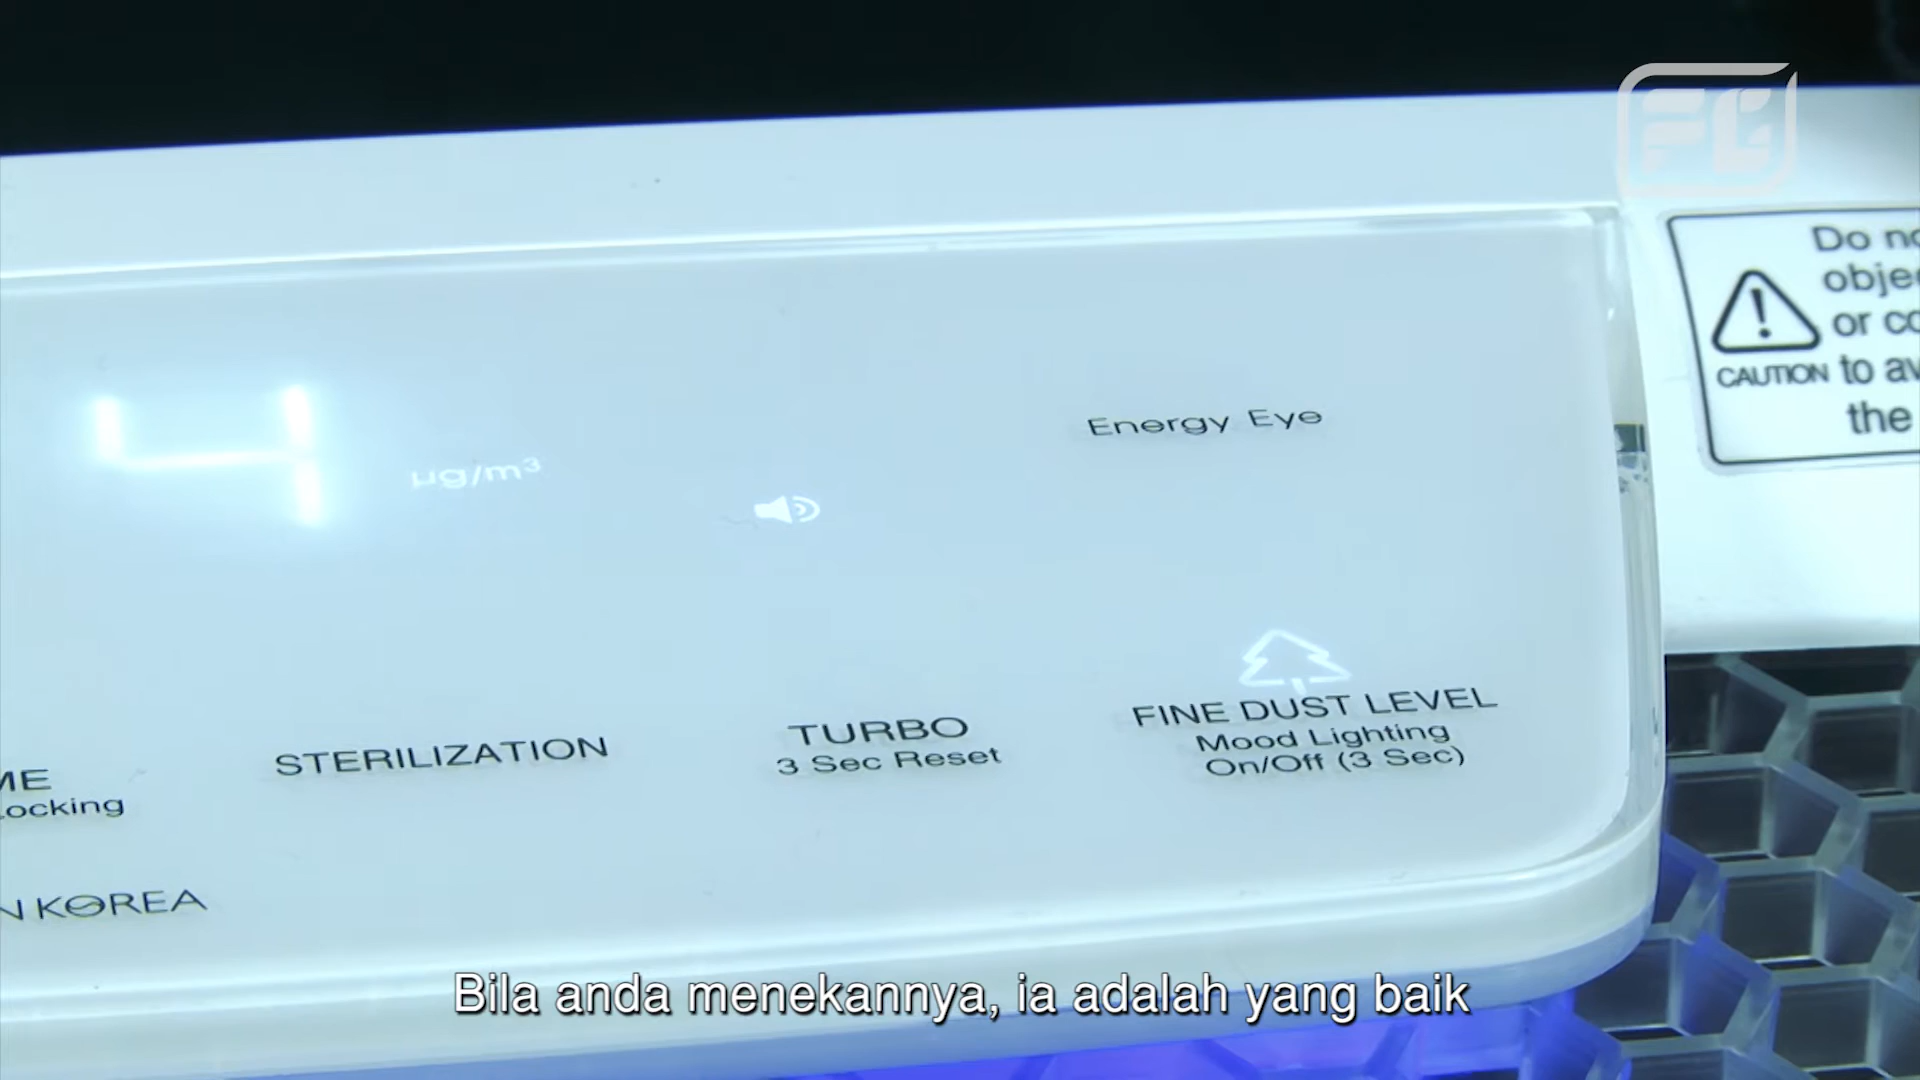 FG
Do no
objec
or co
CAUTION to av
the
4 µg/m³
Energy Eye
STERILIZATION
TURBO
3 Sec Reset
FINE DUST LEVEL
Mood Lighting
On/Off (3 Sec)
ME
Locking
N KOREA
Bila anda menekannya, ia adalah yang baik